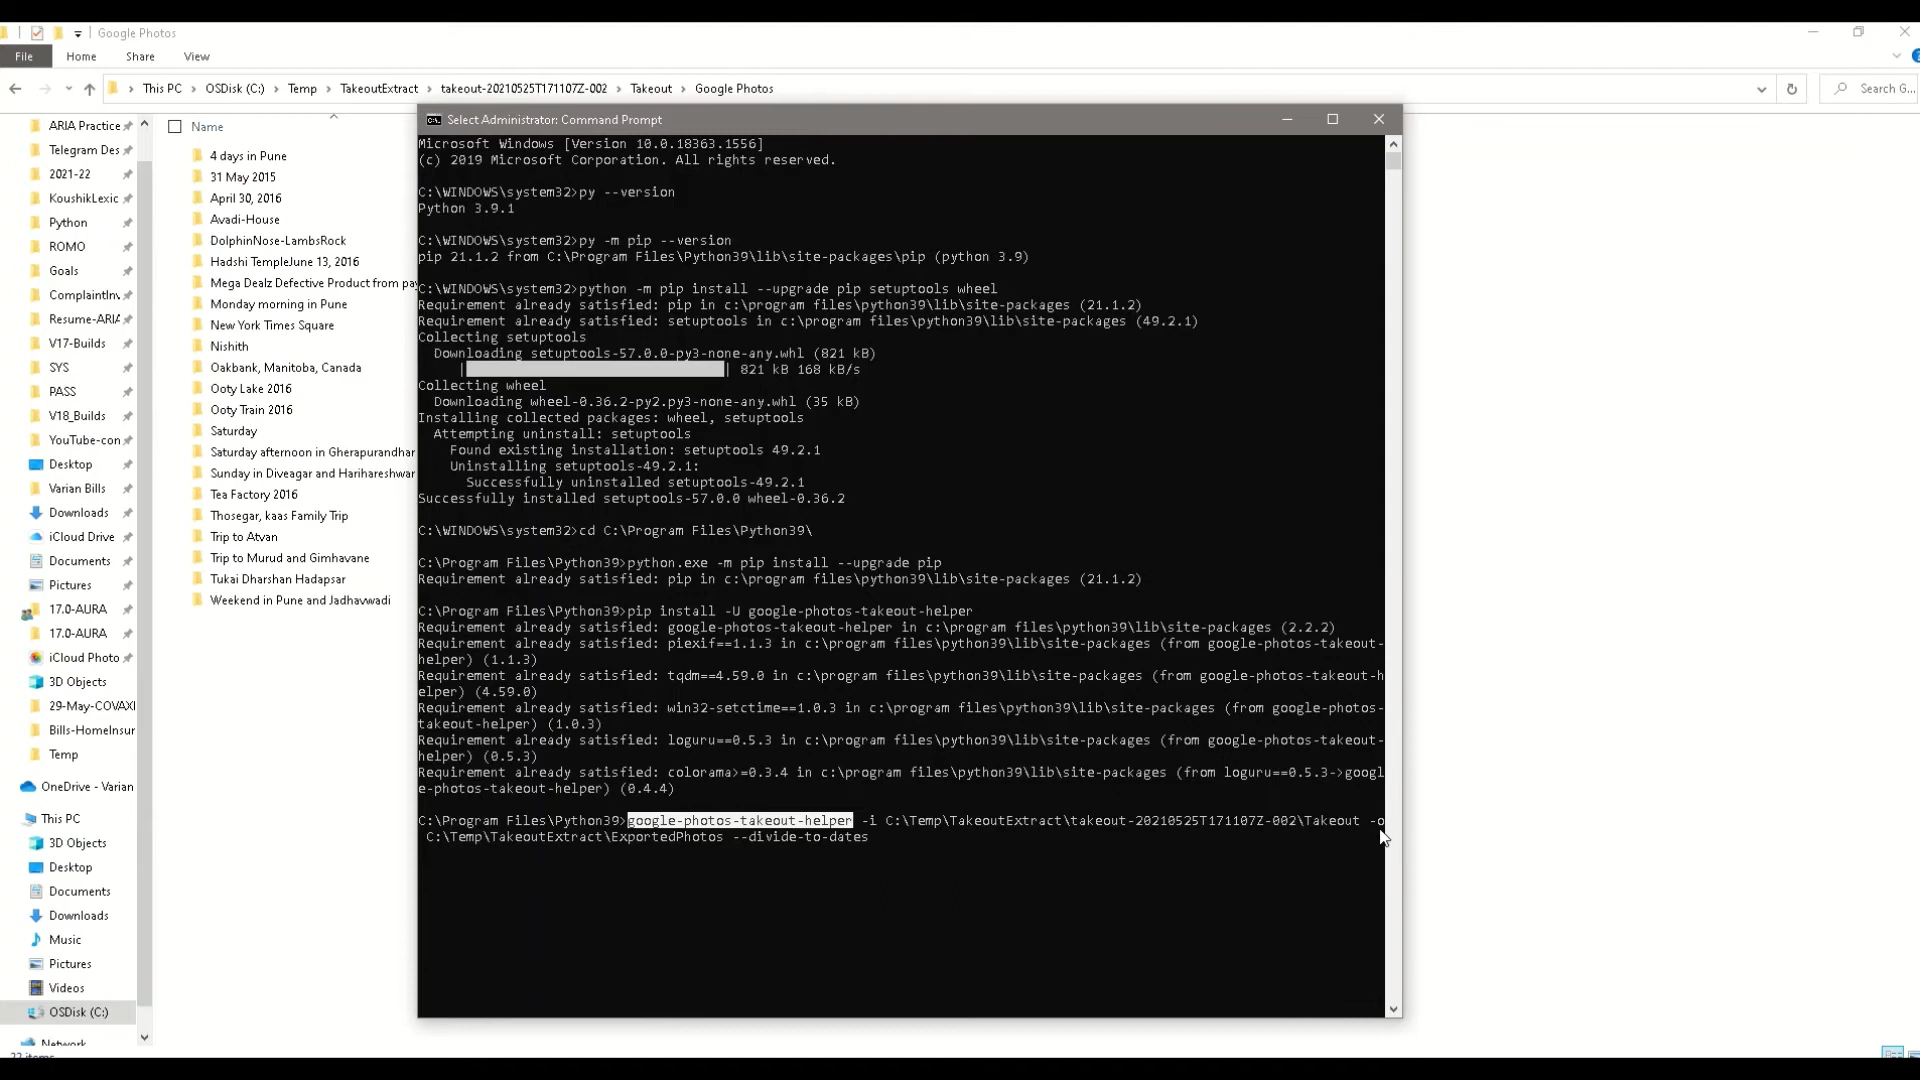 Google Photos
File Home Share View
This PC OSDisk (C:) Temp TakeoutExtract takeout-20210525T171107Z-002 Takeout Google Photos
Search G...
ARIA Practice
Telegram Des
2021-22
KoushikLexic
Python
ROMO
Goals
ComplaintInv
Resume-ARIA
V17-Builds
SYS
PASS
V18_Builds
YouTube-con
Desktop
Varian Bills
Downloads
iCloud Drive
Documents
Pictures
17.0-AURA
17.0-AURA
iCloud Photo
3D Objects
29-May-COVAXI
Bills-HomeInsur
Temp
OneDrive - Varian
This PC
3D Objects
Desktop
Documents
Downloads
Music
Pictures
Videos
OSDisk (C:)
Network
22 items
Name
4 days in Pune
31 May 2015
April 30, 2016
Avadi-House
DolphinNose-LambsRock
Hadshi TempleJune 13, 2016
Mega Dealz Defective Product from pay
Monday morning in Pune
New York Times Square
Nishith
Oakbank, Manitoba, Canada
Ooty Lake 2016
Ooty Train 2016
Saturday
Saturday afternoon in Gherapurandhar
Sunday in Diveagar and Harihareshwar
Tea Factory 2016
Thosegar, kaas Family Trip
Trip to Atvan
Trip to Murud and Gimhavane
Tukai Dharshan Hadapsar
Weekend in Pune and Jadhavwadi
Select Administrator: Command Prompt
Microsoft Windows [Version 10.0.18363.1556]
(c) 2019 Microsoft Corporation. All rights reserved.
C:\WINDOWS\system32>py --version
Python 3.9.1
C:\WINDOWS\system32>py -m pip --version
pip 21.1.2 from C:\Program Files\Python39\lib\site-packages\pip (python 3.9)
C:\WINDOWS\system32>python -m pip install --upgrade pip setuptools wheel
Requirement already satisfied: pip in c:\program files\python39\lib\site-packages (21.1.2)
Requirement already satisfied: setuptools in c:\program files\python39\lib\site-packages (49.2.1)
Collecting setuptools
Downloading setuptools-57.0.0-py3-none-any.whl (821 kB)
| | 821 kB 168 kB/s
Collecting wheel
Downloading wheel-0.36.2-py2.py3-none-any.whl (35 kB)
Installing collected packages: wheel, setuptools
Attempting uninstall: setuptools
Found existing installation: setuptools 49.2.1
Uninstalling setuptools-49.2.1:
Successfully uninstalled setuptools-49.2.1
Successfully installed setuptools-57.0.0 wheel-0.36.2
C:\WINDOWS\system32>cd C:\Program Files\Python39\
C:\Program Files\Python39>python.exe -m pip install --upgrade pip
Requirement already satisfied: pip in c:\program files\python39\lib\site-packages (21.1.2)
C:\Program Files\Python39>pip install -U google-photos-takeout-helper
Requirement already satisfied: google-photos-takeout-helper in c:\program files\python39\lib\site-packages (2.2.2)
Requirement already satisfied: piexif==1.1.3 in c:\program files\python39\lib\site-packages (from google-photos-takeout-
helper) (1.1.3)
Requirement already satisfied: tqdm==4.59.0 in c:\program files\python39\lib\site-packages (from google-photos-takeout-h
elper) (4.59.0)
Requirement already satisfied: win32-setctime==1.0.3 in c:\program files\python39\lib\site-packages (from google-photos-
takeout-helper) (1.0.3)
Requirement already satisfied: loguru==0.5.3 in c:\program files\python39\lib\site-packages (from google-photos-takeout-
helper) (0.5.3)
Requirement already satisfied: colorama>=0.3.4 in c:\program files\python39\lib\site-packages (from loguru==0.5.3->googl
e-photos-takeout-helper) (0.4.4)
C:\Program Files\Python39>google-photos-takeout-helper -i C:\Temp\TakeoutExtract\takeout-20210525T171107Z-002\Takeout -o
C:\Temp\TakeoutExtract\ExportedPhotos --divide-to-dates